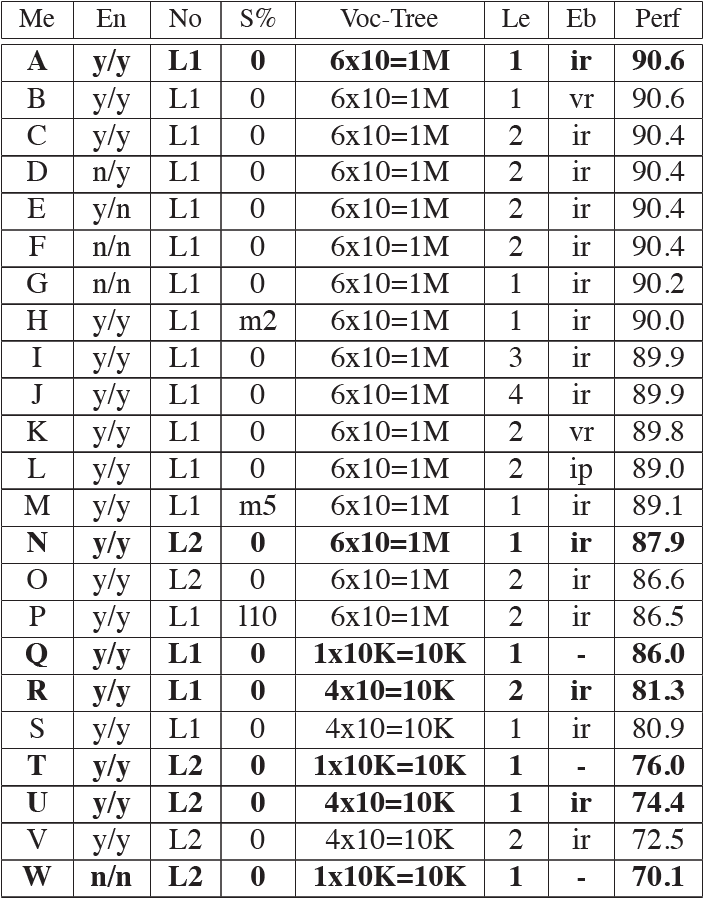 Me En No S% Voc-Tree Le Eb Perf
A y/y L1 0 6x10=1M 1 ir 90.6
B y/y L1 0 6x10=1M 1 vr 90.6
C y/y L1 0 6x10=1M 2 ir 90.4
D n/y L1 0 6x10=1M 2 ir 90.4
E y/n L1 0 6x10=1M 2 ir 90.4
F n/n L1 0 6x10=1M 2 ir 90.4
G n/n L1 0 6x10=1M 1 ir 90.2
H y/y L1 m2 6x10=1M 1 ir 90.0
I y/y L1 0 6x10=1M 3 ir 89.9
J y/y L1 0 6x10=1M 4 ir 89.9
K y/y L1 0 6x10=1M 2 vr 89.8
L y/y L1 0 6x10=1M 2 ip 89.0
M y/y L1 m5 6x10=1M 1 ir 89.1
N y/y L2 0 6x10=1M 1 ir 87.9
O y/y L2 0 6x10=1M 2 ir 86.6
P y/y L1 l10 6x10=1M 2 ir 86.5
Q y/y L1 0 1x10K=10K 1 - 86.0
R y/y L1 0 4x10=10K 2 ir 81.3
S y/y L1 0 4x10=10K 1 ir 80.9
T y/y L2 0 1x10K=10K 1 - 76.0
U y/y L2 0 4x10=10K 1 ir 74.4
V y/y L2 0 4x10=10K 2 ir 72.5
W n/n L2 0 1x10K=10K 1 - 70.1